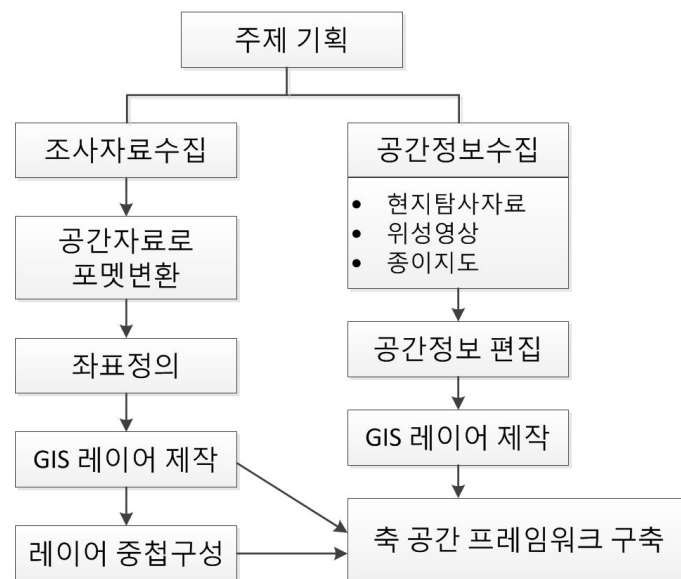 주제 기획
조사자료수집
공간자료로
포멧변환
좌표정의
GIS 레이어 제작
레이어 중첩구성
공간정보수집
• 현지탐사자료
• 위성영상
• 종이지도
공간정보 편집
GIS 레이어 제작
축 공간 프레임워크 구축